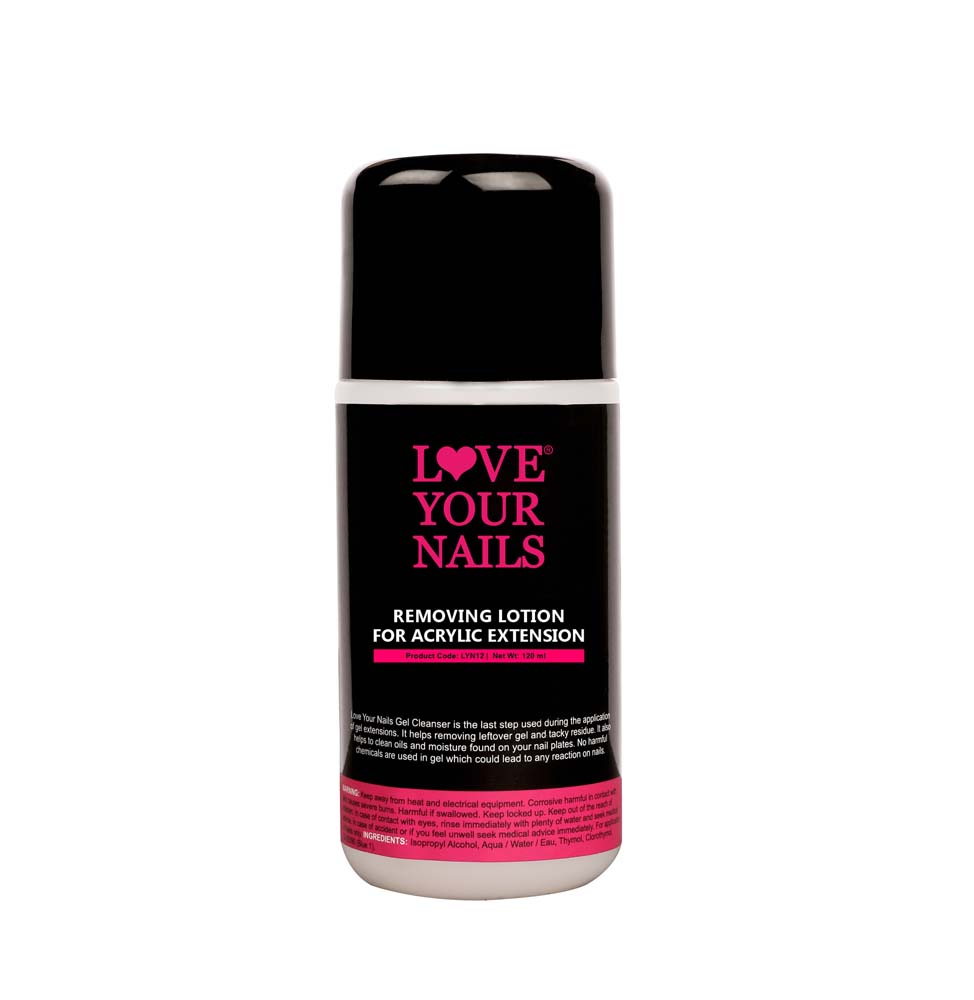 L♥VE®
YOUR
NAILS
REMOVING LOTION
FOR ACRYLIC EXTENSION
Product Code: LYN12 | Net Wt: 120 ml
Love Your Nails Gel Cleanser is the last step used during the application
of gel extensions. It helps removing leftover gel and tacky residue. It also
helps to clean oils and moisture found on your nail plates. No harmful
chemicals are used in gel which could lead to any reaction on nails.
WARNING: Keep away from heat and electrical equipment. Corrosive harmful in contact with
causes severe burns. Harmful if swallowed. Keep locked up. Keep out of the reach of
In case of contact with eyes, rinse immediately with plenty of water and seek
In case of accident or if you feel unwell seek medical advice immediately. For
INGREDIENTS: Isopropyl Alcohol, Aqua / Water / Eau, Thymol,
(Blue 1).